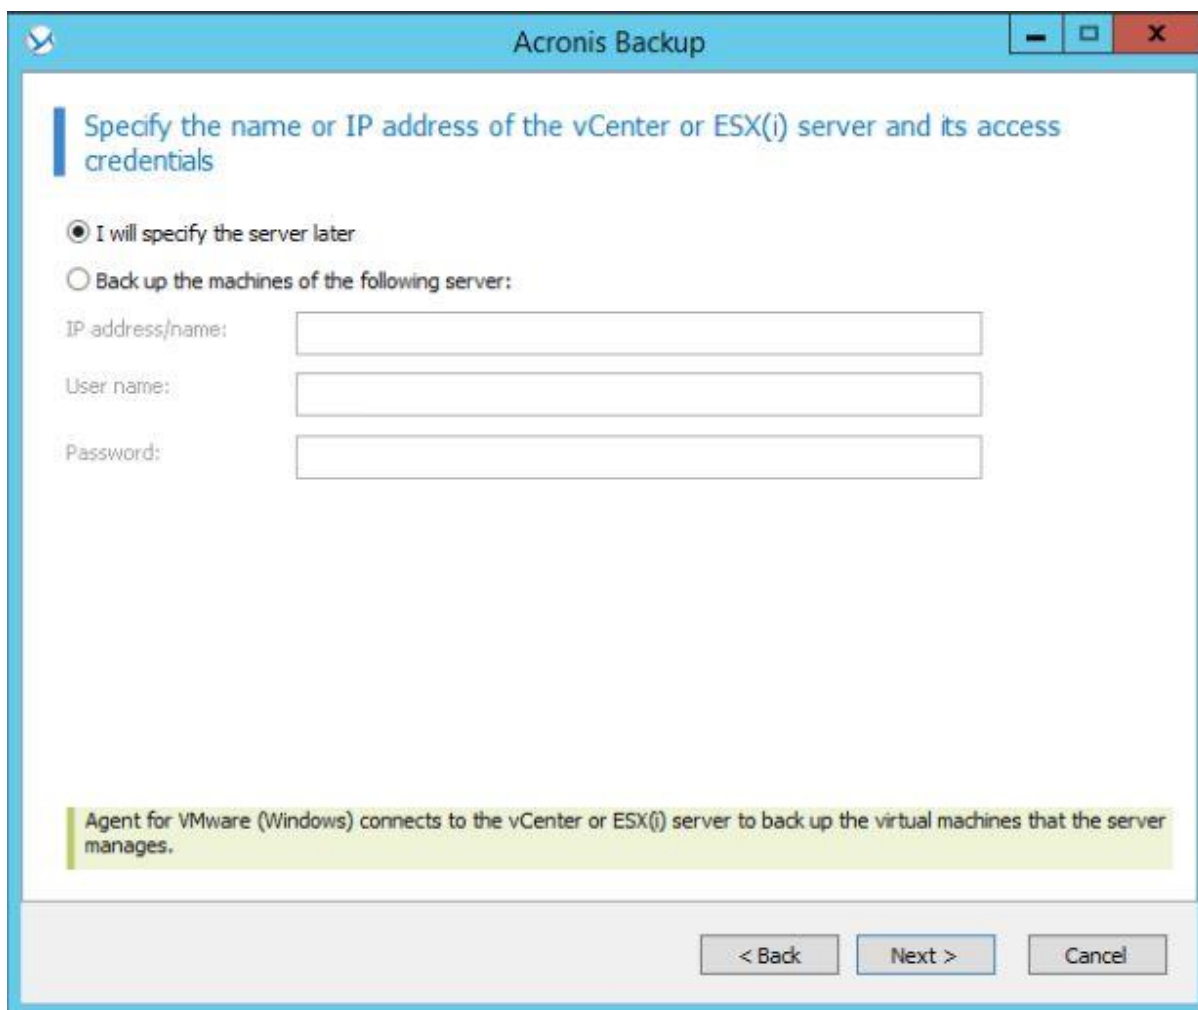 Acronis Backup
Specify the name or IP address of the vCenter or ESX(i) server and its access
credentials
I will specify the server later
Back up the machines of the following server:
IP address/name:
User name:
Password:
Agent for VMware (Windows) connects to the vCenter or ESX(i) server to back up the virtual machines that the server
manages.
< Back Next > Cancel